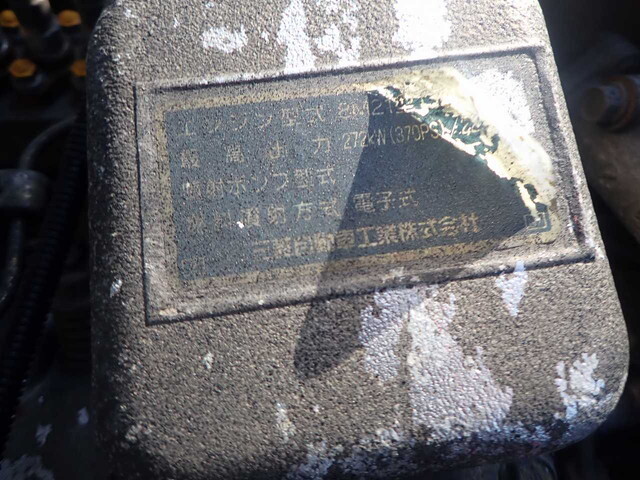 エンジン型式 8M21
最高出力 272kW(370PS)
噴射ポンプ型式
燃料噴射方式 電子式
三菱自動車工業株式会社